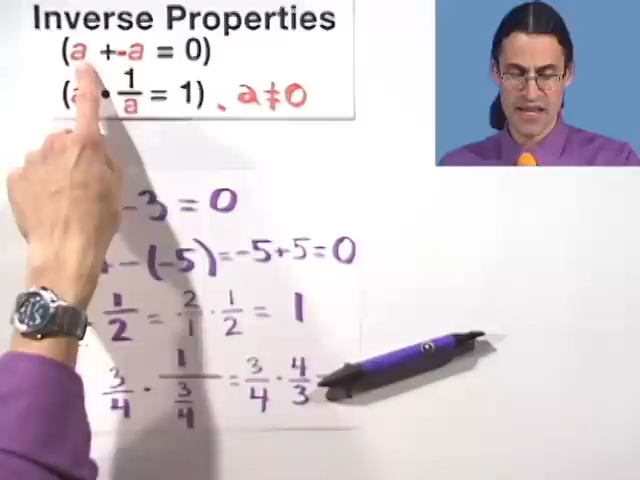 Inverse Properties
(a + -a = 0)
(a · 1/a = 1), a ≠ 0
-3 = 0
+ -(-5) = -5+5 = 0
· 1/2 = 2/1 · 1/2 = 1
3/4 · 1/(3/4) = 3/4 · 4/3 =